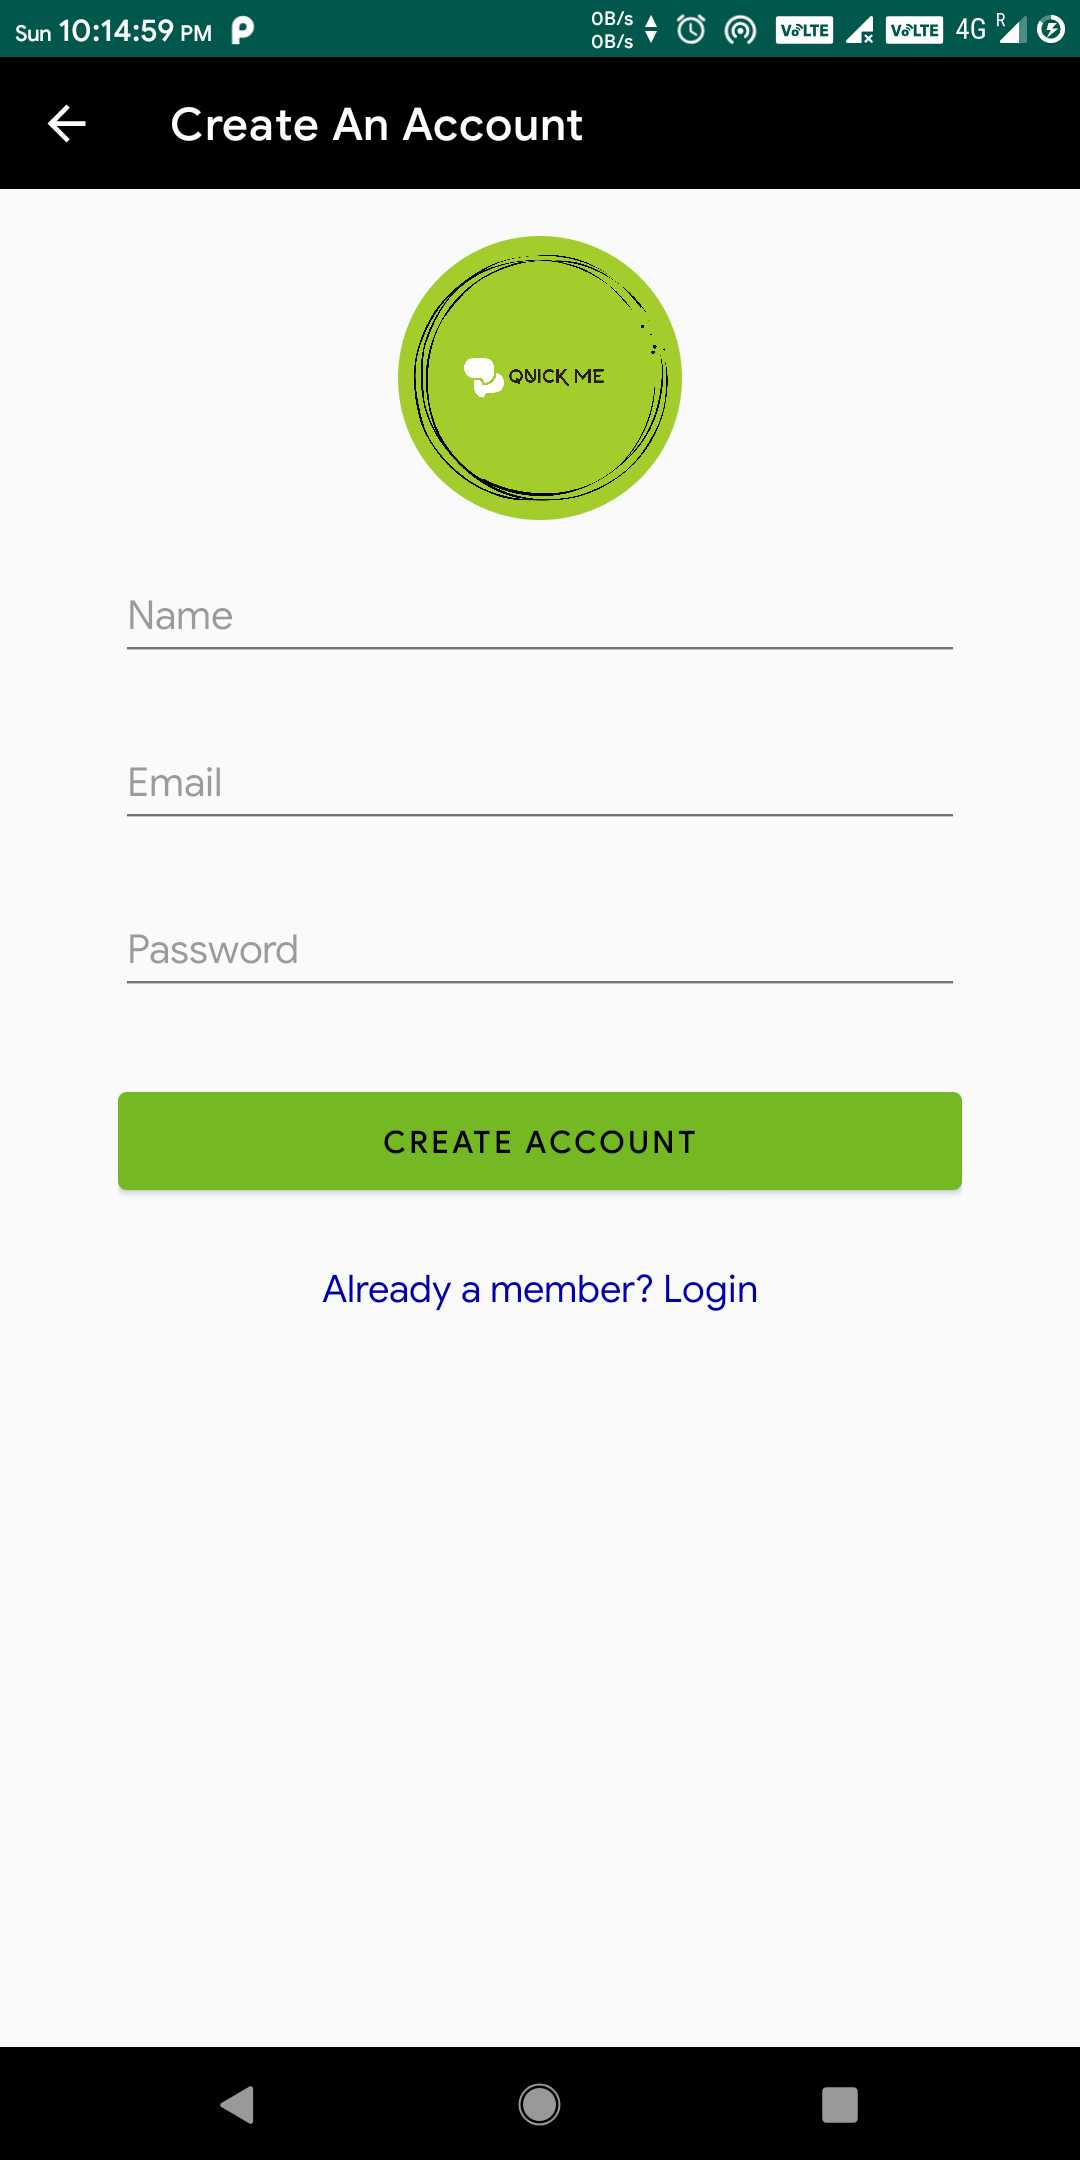 Sun 10:14:59 PM
0B/s
0B/s
VoLTE
VoLTE
4G
R
Create An Account
QUICK ME
Name
Email
Password
CREATE ACCOUNT
Already a member? Login